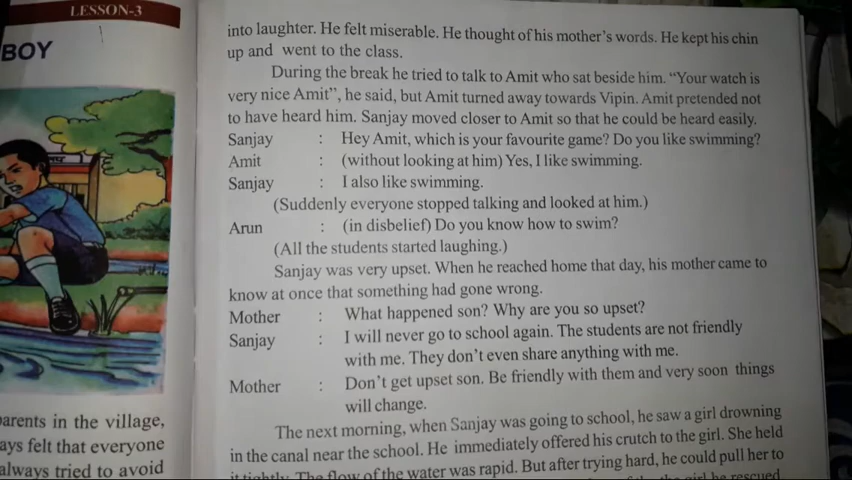 LESSON-3
BOY
parents in the village,
ays felt that everyone
always tried to avoid
into laughter. He felt miserable. He thought of his mother's words. He kept his chin
up and went to the class.
During the break he tried to talk to Amit who sat beside him. “Your watch is
very nice Amit”, he said, but Amit turned away towards Vipin. Amit pretended not
to have heard him. Sanjay moved closer to Amit so that he could be heard easily.
Sanjay : Hey Amit, which is your favourite game? Do you like swimming?
Amit : (without looking at him) Yes, I like swimming.
Sanjay : I also like swimming.
(Suddenly everyone stopped talking and looked at him.)
Arun : (in disbelief) Do you know how to swim?
(All the students started laughing.)
Sanjay was very upset. When he reached home that day, his mother came to
know at once that something had gone wrong.
Mother : What happened son? Why are you so upset?
Sanjay : I will never go to school again. The students are not friendly
with me. They don't even share anything with me.
Mother : Don't get upset son. Be friendly with them and very soon things
will change.
The next morning, when Sanjay was going to school, he saw a girl drowning
in the canal near the school. He immediately offered his crutch to the girl. She held
it tightly. The flow of the water was rapid. But after trying hard, he could pull her to
the girl he rescued